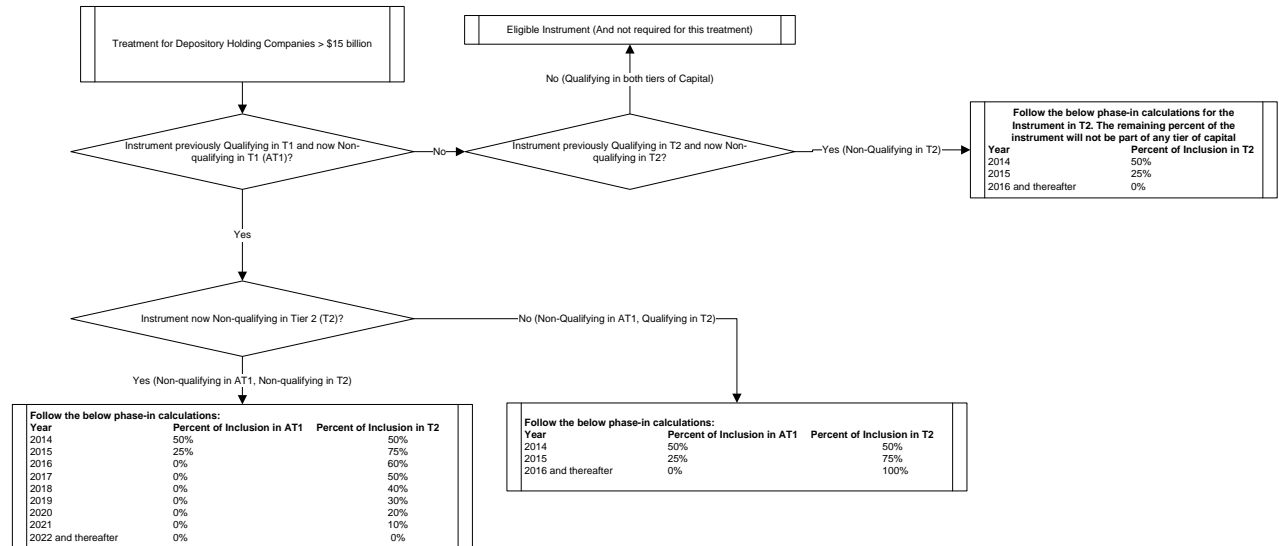 Treatment for Depository Holding Companies > $15 billion
Eligible Instrument (And not required for this treatment)
No (Qualifying in both tiers of Capital)
Instrument previously Qualifying in T1 and now Non-
qualifying in T1 (AT1)?
No
Instrument previously Qualifying in T2 and now Non-
qualifying in T2?
Yes (Non-Qualifying in T2)
Follow the below phase-in calculations for the
Instrument in T2. The remaining percent of the
instrument will not be part of any tier of capital
Year Percent of Inclusion in T2
2014 50%
2015 25%
2016 and thereafter 0%
Yes
Instrument now Non-qualifying in Tier 2 (T2)?
No (Non-Qualifying in AT1, Qualifying in T2)
Yes (Non-qualifying in AT1, Non-qualifying in T2)
Follow the below phase-in calculations:
Year Percent of Inclusion in AT1 Percent of Inclusion in T2
2014 50% 50%
2015 25% 75%
2016 0% 60%
2017 0% 50%
2018 0% 40%
2019 0% 30%
2020 0% 20%
2021 0% 10%
2022 and thereafter 0% 0%
Follow the below phase-in calculations:
Year Percent of Inclusion in AT1 Percent of Inclusion in T2
2014 50% 50%
2015 25% 75%
2016 and thereafter 0% 100%